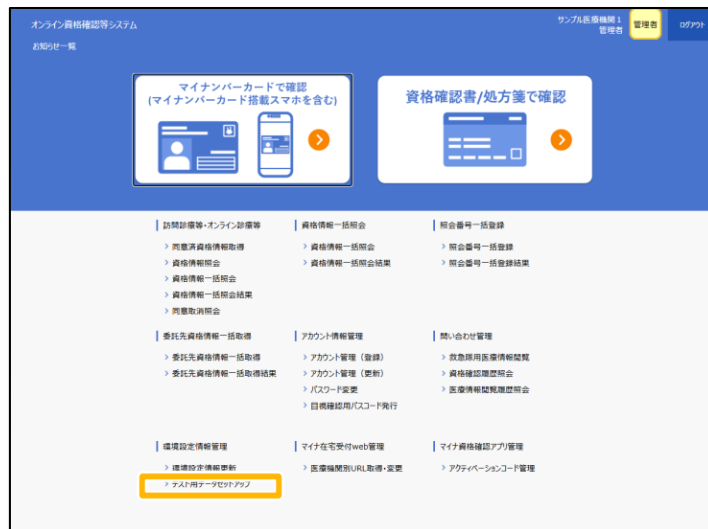 オンライン資格確認等システム
サンプル医療機関１
管理者
管理者
ログアウト
お知らせ一覧
マイナンバーカードで確認
(マイナンバーカード搭載スマホを含む)
資格確認書/処方箋で確認
訪問診療等・オンライン診療等
> 同意済資格情報取得
> 資格情報照会
> 資格情報一括照会
> 資格情報一括照会結果
> 同意取消照会
資格情報一括照会
> 資格情報一括照会
> 資格情報一括照会結果
照会番号一括登録
> 照会番号一括登録
> 照会番号一括登録結果
委託先資格情報一括取得
> 委託先資格情報一括取得
> 委託先資格情報一括取得結果
アカウント情報管理
> アカウント管理（登録）
> アカウント管理（更新）
> パスワード変更
> 目視確認用パスコード発行
問い合わせ管理
> 救急隊用医療情報閲覧
> 資格確認履歴照会
> 医療情報閲覧履歴照会
環境設定情報管理
> 環境設定情報更新
> テスト用データセットアップ
マイナ在宅受付web管理
> 医療機関別URL取得・変更
マイナ資格確認アプリ管理
> アクティベーションコード管理